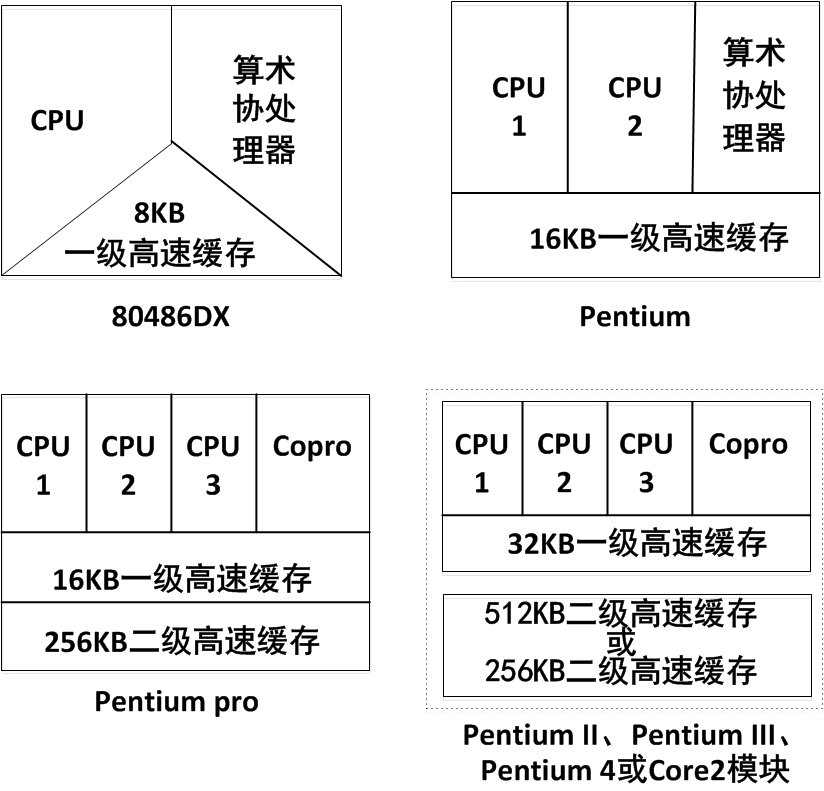 CPU
算术
协处
理器
8KB
一级高速缓存
80486DX
CPU
1
CPU
2
算术
协处
理器
16KB一级高速缓存
Pentium
CPU
1
CPU
2
CPU
3
Copro
16KB一级高速缓存
256KB二级高速缓存
Pentium pro
CPU
1
CPU
2
CPU
3
Copro
32KB一级高速缓存
512KB二级高速缓存
或
256KB二级高速缓存
Pentium II、Pentium III、
Pentium 4或Core2模块